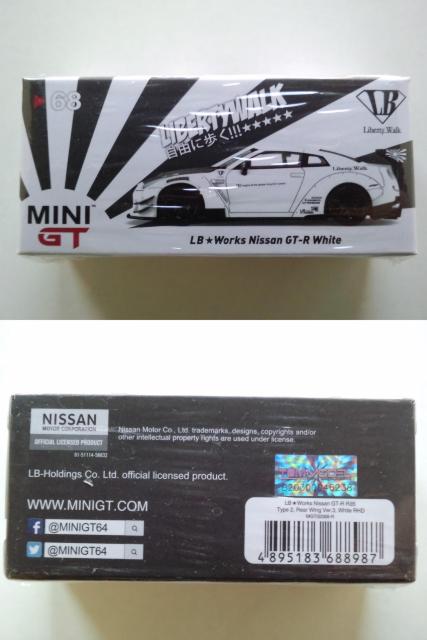 68
LIBERTYWALK
自由に歩く!!!★★★★★
LB
Liberty.Walk.
Liberty.Walk.
MINI
GT
LB★Works Nissan GT-R White
NISSAN
MOTOR CORPORATION
OFFICIAL LICENSED PRODUCT
Nissan Motor Co., Ltd. trademarks, designs, copyrights and/or
other intellectual property lights are used under license.
LB-Holdings Co. Ltd. official licensed product.
WWW.MINIGT.COM
@MINIGT64
@MINIGT64
LB★Works Nissan GT-R R35
Type 2, Rear Wing Ver.3, White RHD
4 895183 688987